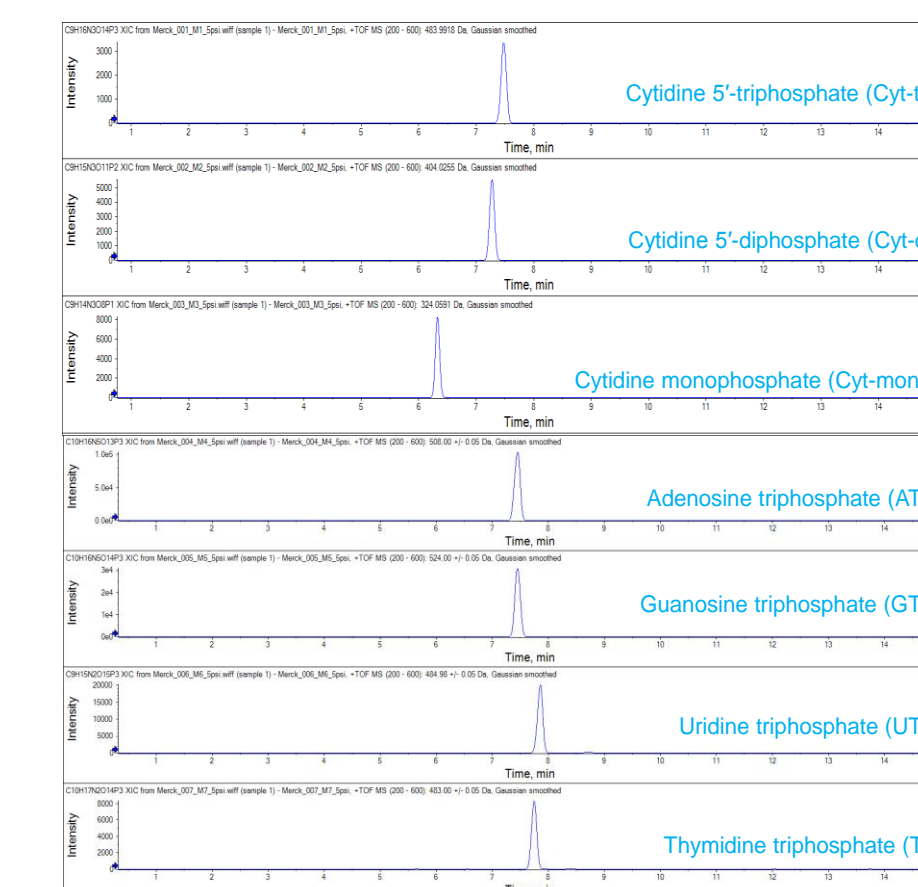 C9H16N3O14P3 XIC from Merck_001_M1_5psi.wiff (sample 1) - Merck_001_M1_5psi, +TOF MS (200 - 600): 483.9918 Da, Gaussian smoothed
3000
2000
1000
0
Intensity
Cytidine 5′-triphosphate (Cyt-t
1 2 3 4 5 6 7 8 9 10 11 12 13 14
Time, min
C9H15N3O11P2 XIC from Merck_002_M2_5psi.wiff (sample 1) - Merck_002_M2_5psi, +TOF MS (200 - 600): 404.0255 Da, Gaussian smoothed
5000
4000
3000
2000
1000
0
Intensity
Cytidine 5′-diphosphate (Cyt-
1 2 3 4 5 6 7 8 9 10 11 12 13 14
Time, min
C9H14N3O8P1 XIC from Merck_003_M3_5psi.wiff (sample 1) - Merck_003_M3_5psi, +TOF MS (200 - 600): 324.0591 Da, Gaussian smoothed
8000
6000
4000
2000
0
Intensity
Cytidine monophosphate (Cyt-mon
1 2 3 4 5 6 7 8 9 10 11 12 13 14
Time, min
C10H16N5O13P3 XIC from Merck_004_M4_5psi.wiff (sample 1) - Merck_004_M4_5psi, +TOF MS (200 - 600): 508.00 +/- 0.05 Da, Gaussian smoothed
1.0e5
5.0e4
0.0e0
Intensity
Adenosine triphosphate (AT
1 2 3 4 5 6 7 8 9 10 11 12 13 14
Time, min
C10H16N5O14P3 XIC from Merck_005_M5_5psi.wiff (sample 1) - Merck_005_M5_5psi, +TOF MS (200 - 600): 524.00 +/- 0.05 Da, Gaussian smoothed
3e4
2e4
1e4
0e0
Intensity
Guanosine triphosphate (GT
1 2 3 4 5 6 7 8 9 10 11 12 13 14
Time, min
C9H15N2O15P3 XIC from Merck_006_M6_5psi.wiff (sample 1) - Merck_006_M6_5psi, +TOF MS (200 - 600): 484.98 +/- 0.05 Da, Gaussian smoothed
20000
15000
10000
5000
0
Intensity
Uridine triphosphate (UT
1 2 3 4 5 6 7 8 9 10 11 12 13 14
Time, min
C10H17N2O14P3 XIC from Merck_007_M7_5psi.wiff (sample 1) - Merck_007_M7_5psi, +TOF MS (200 - 600): 483.00 +/- 0.05 Da, Gaussian smoothed
8000
6000
4000
2000
0
Intensity
Thymidine triphosphate (T
1 2 3 4 5 6 7 8 9 10 11 12 13 14